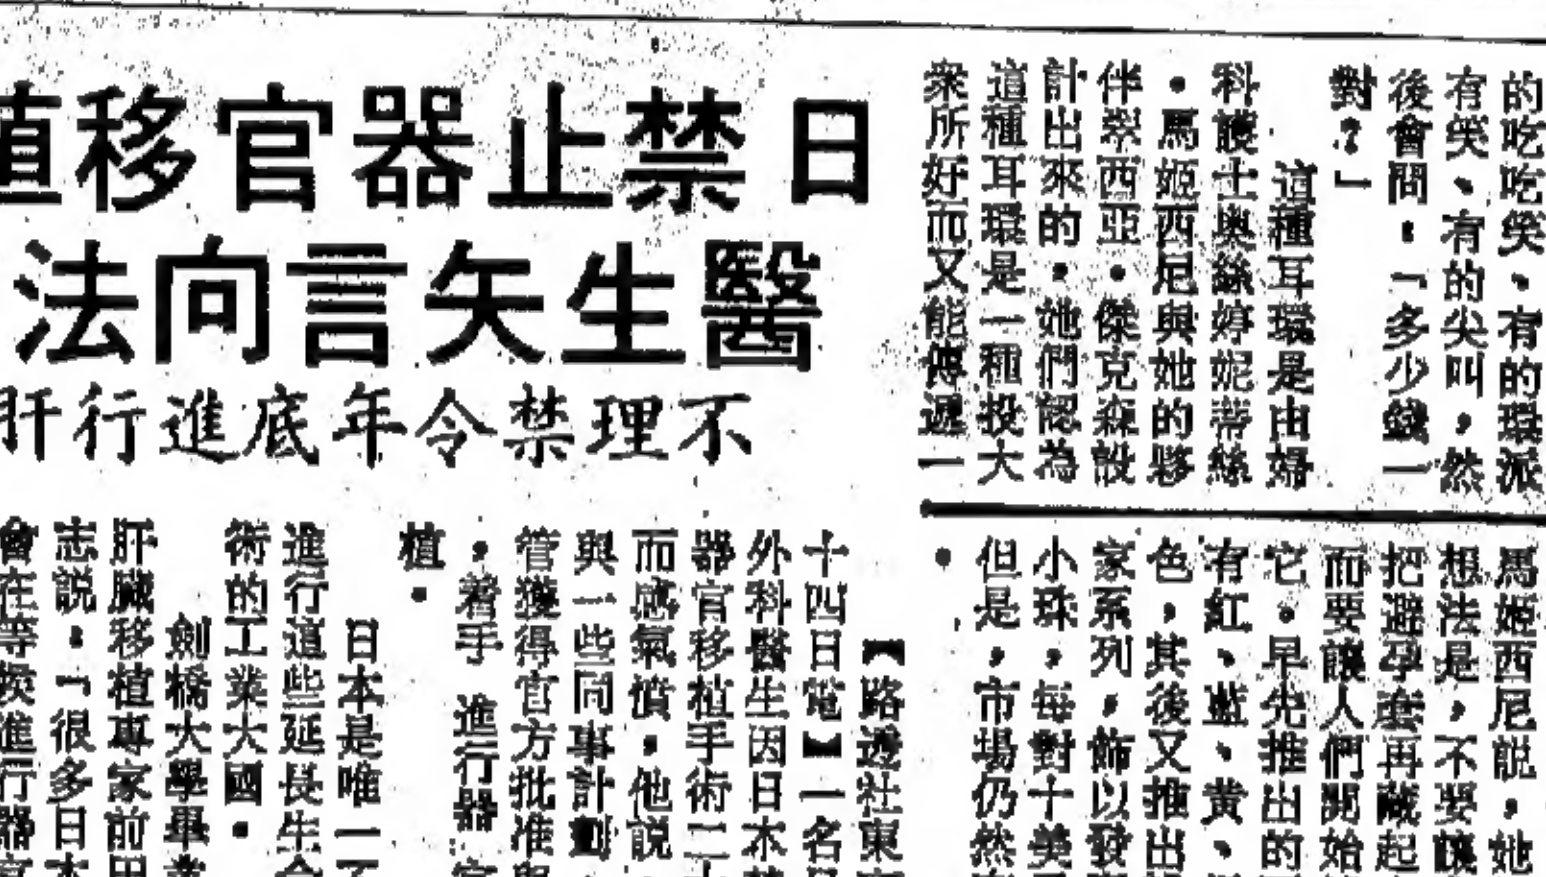 的吃吃笑、有的環派
有笑、有的尖叫，然
後會問：「多少錢一
對？」
這種耳環是由婦
科護士奧絲婷妮蒂絲
．馬姬西尼與她的夥
伴翠西亞．傑克森設
計出來的，她們認為
這種耳環是一種投大
衆所好而又能傳遞一
日禁止器官移植
醫生矢言向法
不理禁令年底進行肝
馬姬西尼說，她
想法是，不要讓
把避孕套再藏起
而要讓人們開始
它。早先推出的
有紅、藍、黃、
色，其後又推出
家系列，飾以發
小珠，每對十美
但是，市場仍然
。
【路透社東
十四日電】一名
外科醫生因日本
器官移植手術二
而感氣憤，他說
與一些同事計劃
管獲得官方批准
，着手進行器官
植。
日本是唯一
進行這些延長生
術的工業大國。
劍橋大學畢業
肝臟移植專家前田
志說：「很多日本
會在等候進行器官